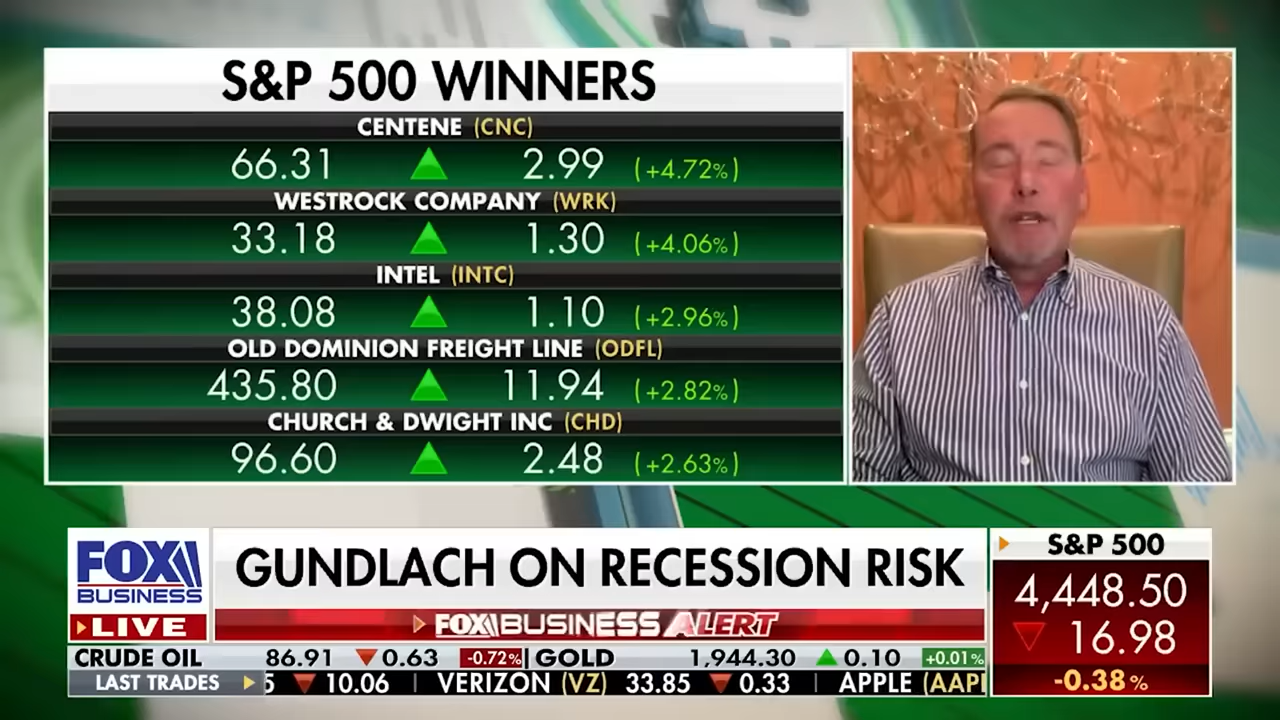 S&P 500 WINNERS
CENTENE (CNC)
66.31 2.99 (+4.72%)
WESTROCK COMPANY (WRK)
33.18 1.30 (+4.06%)
INTEL (INTC)
38.08 1.10 (+2.96%)
OLD DOMINION FREIGHT LINE (ODFL)
435.80 11.94 (+2.82%)
CHURCH & DWIGHT INC (CHD)
96.60 2.48 (+2.63%)
FOX
BUSINESS
LIVE
GUNDLACH ON RECESSION RISK
FOX BUSINESS ALERT
S&P 500
4,448.50
16.98
-0.38%
CRUDE OIL 86.91 0.63 -0.72% GOLD 1,944.30 0.10 +0.01%
LAST TRADES 5 10.06 VERIZON (VZ) 33.85 0.33 APPLE (AAPL